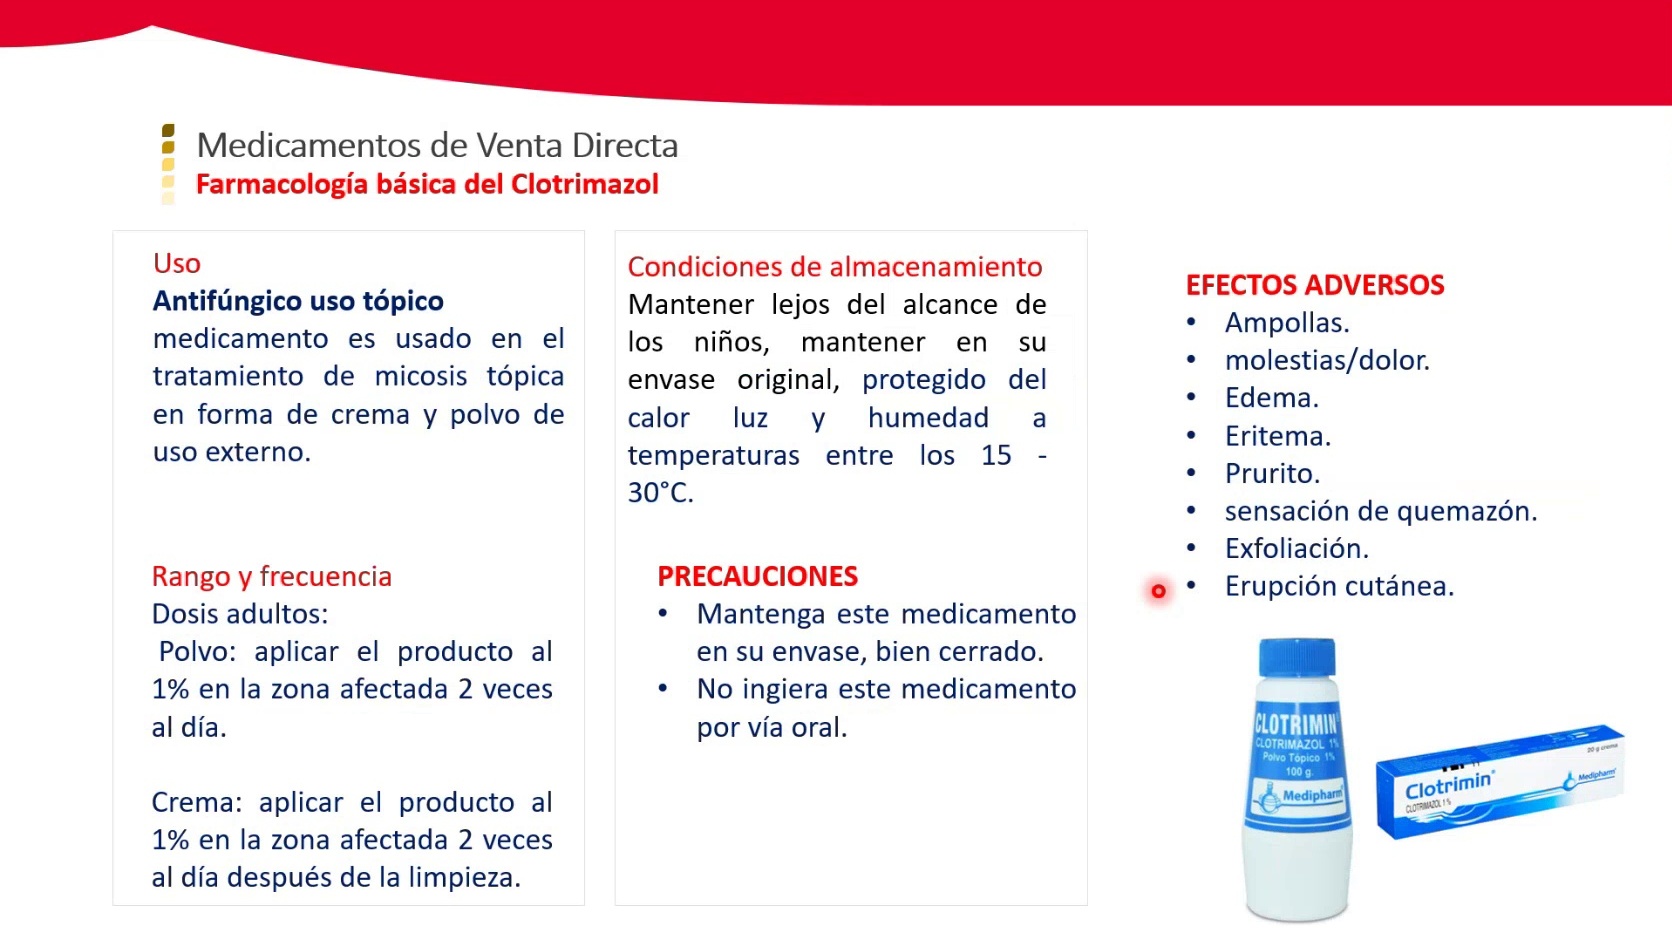 Medicamentos de Venta Directa
Farmacología básica del Clotrimazol
Uso
Antifúngico uso tópico
medicamento es usado en el
tratamiento de micosis tópica
en forma de crema y polvo de
uso externo.
Rango y frecuencia
Dosis adultos:
Polvo: aplicar el producto al
1% en la zona afectada 2 veces
al día.
Crema: aplicar el producto al
1% en la zona afectada 2 veces
al día después de la limpieza.
Condiciones de almacenamiento
Mantener lejos del alcance de
los niños, mantener en su
envase original, protegido del
calor luz y humedad a
temperaturas entre los 15 -
30°C.
PRECAUCIONES
• Mantenga este medicamento
en su envase, bien cerrado.
• No ingiera este medicamento
por vía oral.
EFECTOS ADVERSOS
• Ampollas.
• molestias/dolor.
• Edema.
• Eritema.
• Prurito.
• sensación de quemazón.
• Exfoliación.
• Erupción cutánea.
CLOTRIMIN
CLOTRIMAZOL 1%
Polvo Tópico 1%
100 g.
Medipharm
20 g crema
Clotrimin®
CLOTRIMAZOL 1%
Medipharm